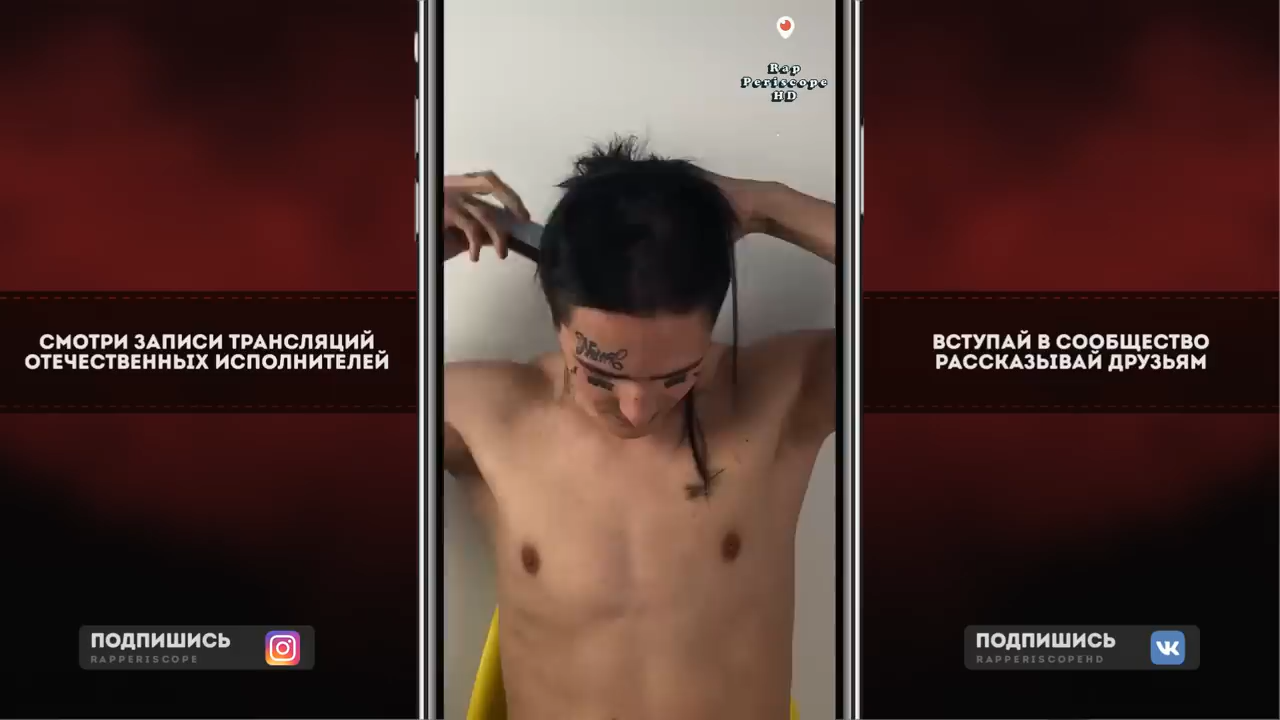 Rap
Periscope
HD
СМОТРИ ЗАПИСИ ТРАНСЛЯЦИЙ
ОТЕЧЕСТВЕННЫХ ИСПОЛНИТЕЛЕЙ
ВСТУПАЙ В СООБЩЕСТВО
РАССКАЗЫВАЙ ДРУЗЬЯМ
ПОДПИШИСЬ
RAPPERISCOPE
ПОДПИШИСЬ
RAPPERISCOPEHD